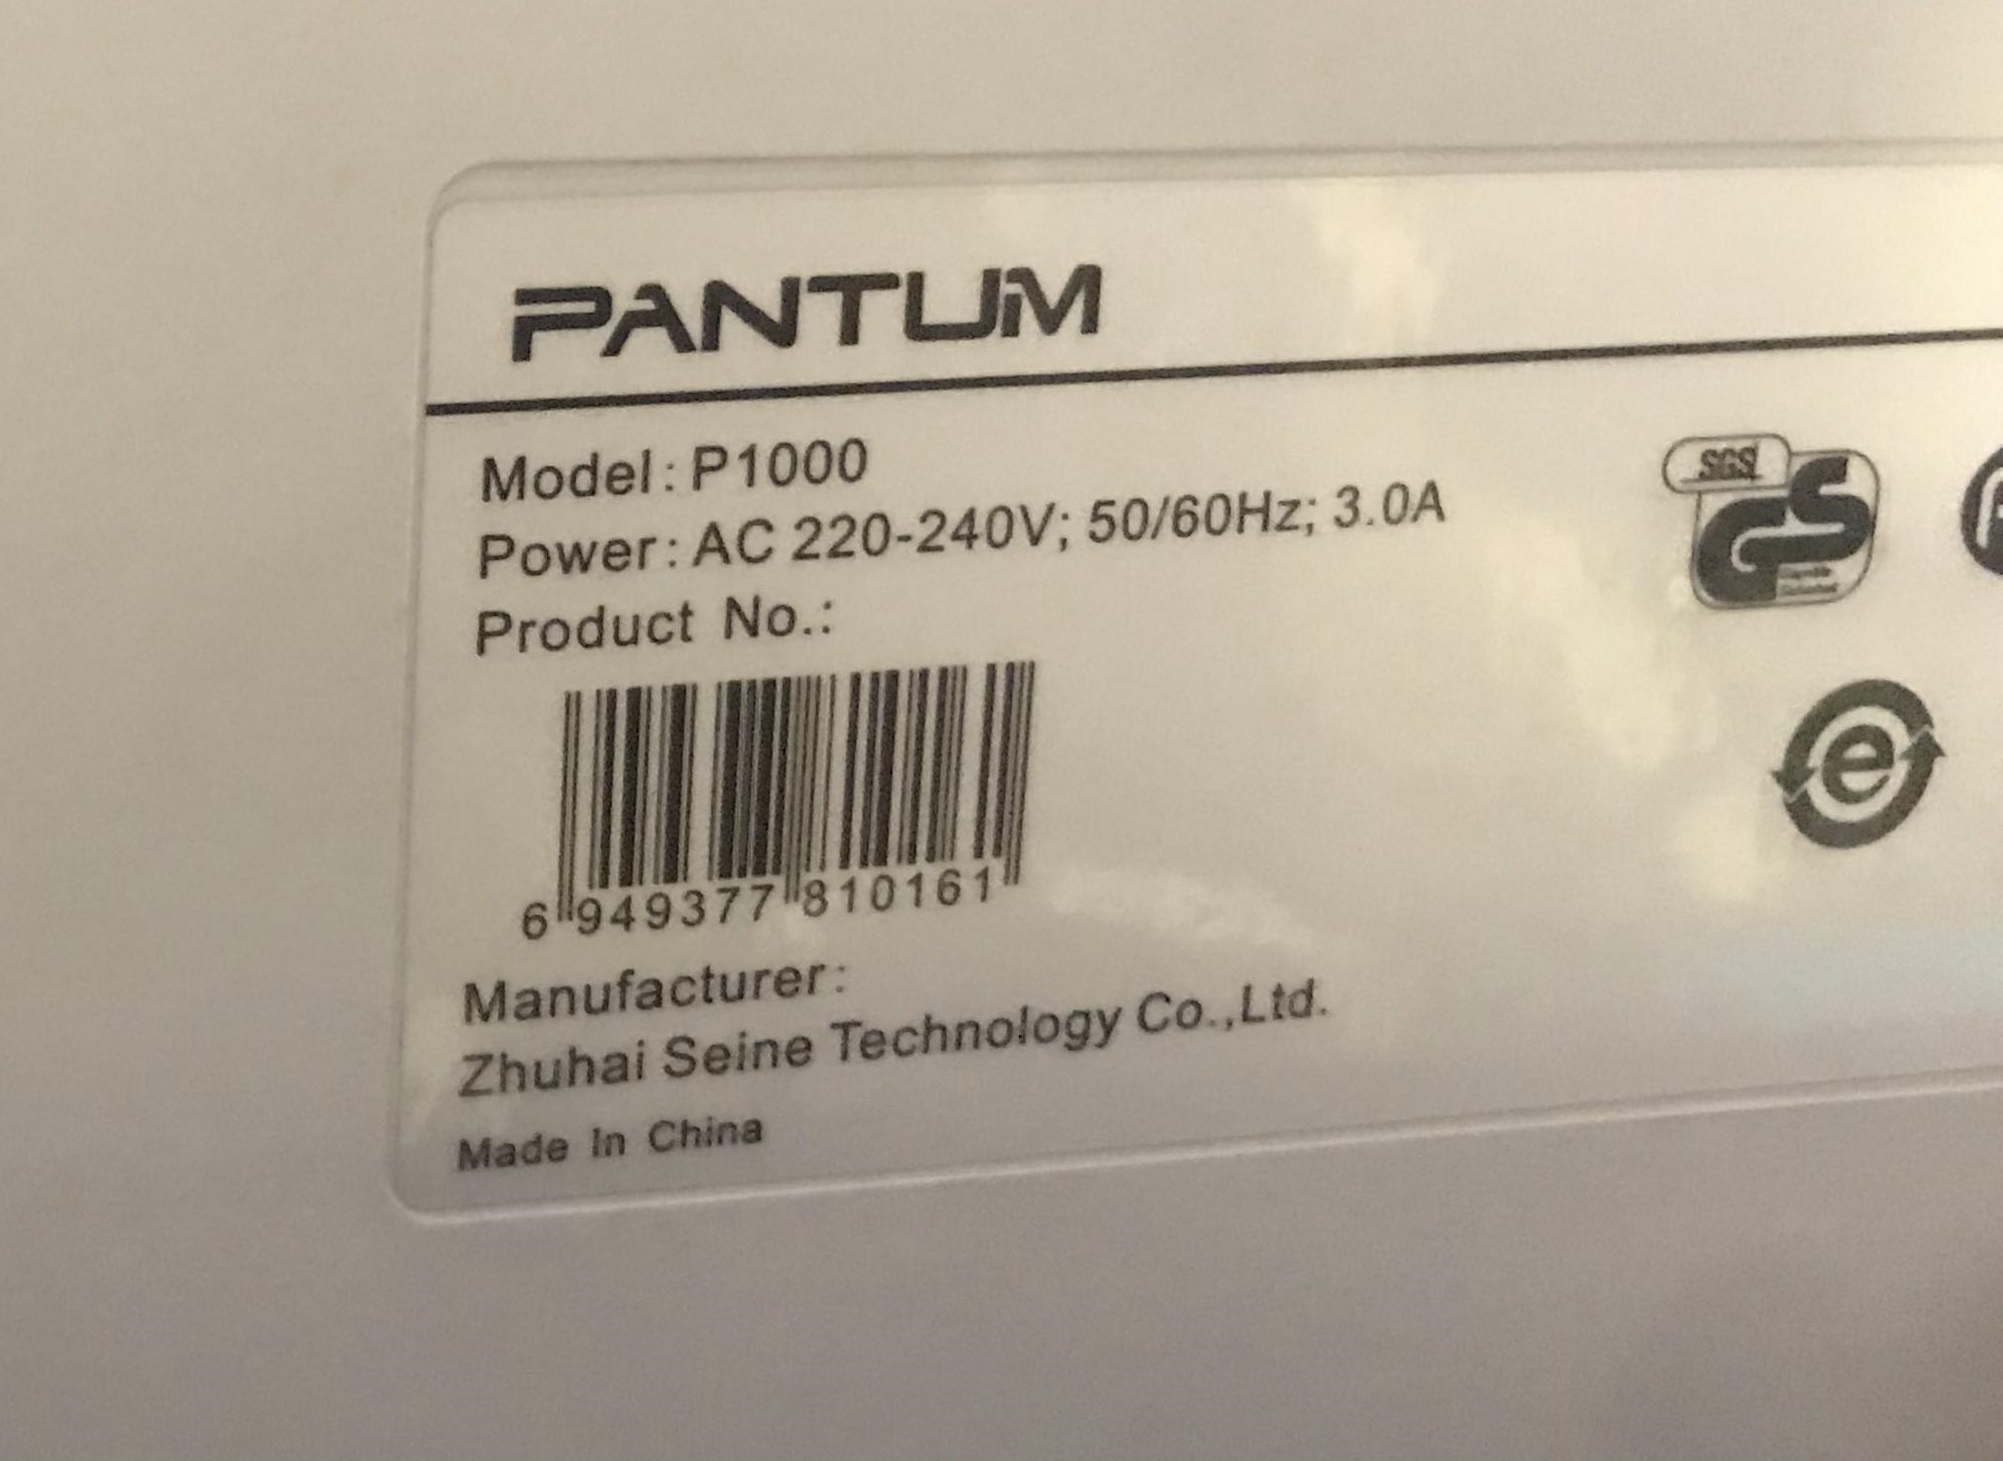 PANTUM
Model: P1000
Power: AC 220-240V; 50/60Hz; 3.0A
Product No.:
6 949377 810161
Manufacturer:
Zhuhai Seine Technology Co.,Ltd.
Made In China
SGS
GS
e